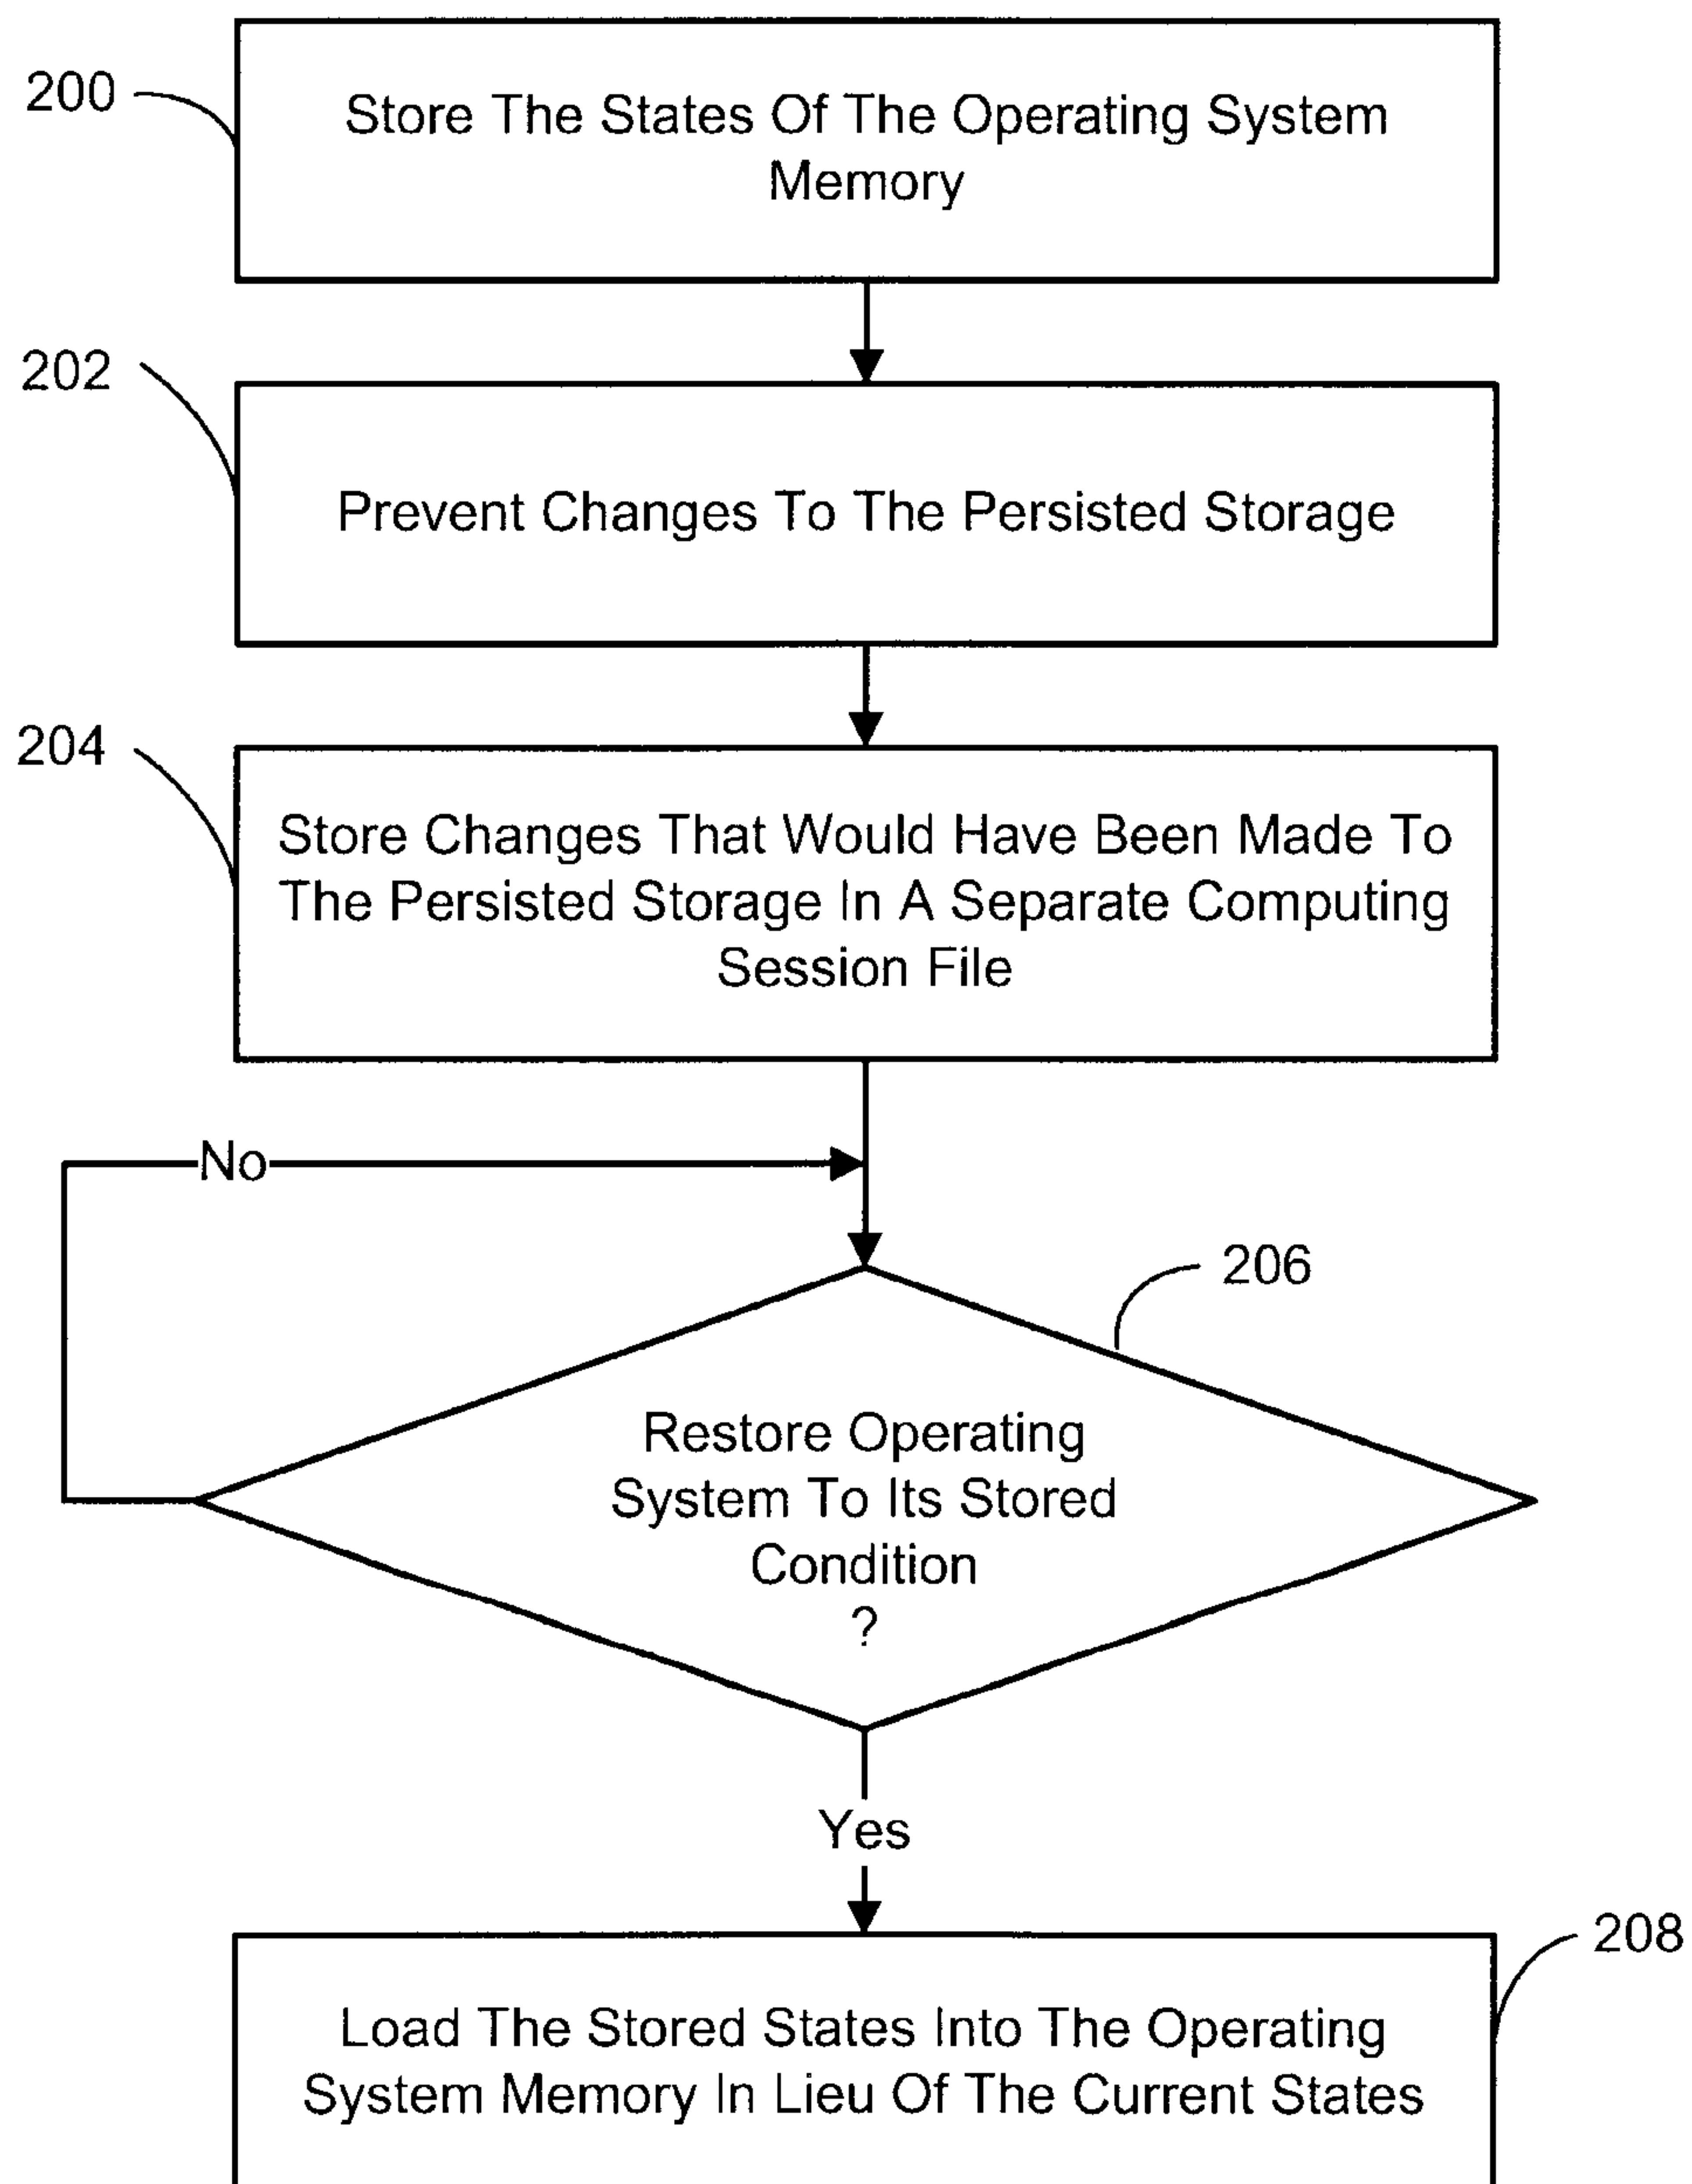 200
Store The States Of The Operating System
Memory
202
Prevent Changes To The Persisted Storage
204
Store Changes That Would Have Been Made To
The Persisted Storage In A Separate Computing
Session File
No
206
Restore Operating
System To Its Stored
Condition
?
Yes
208
Load The Stored States Into The Operating
System Memory In Lieu Of The Current States